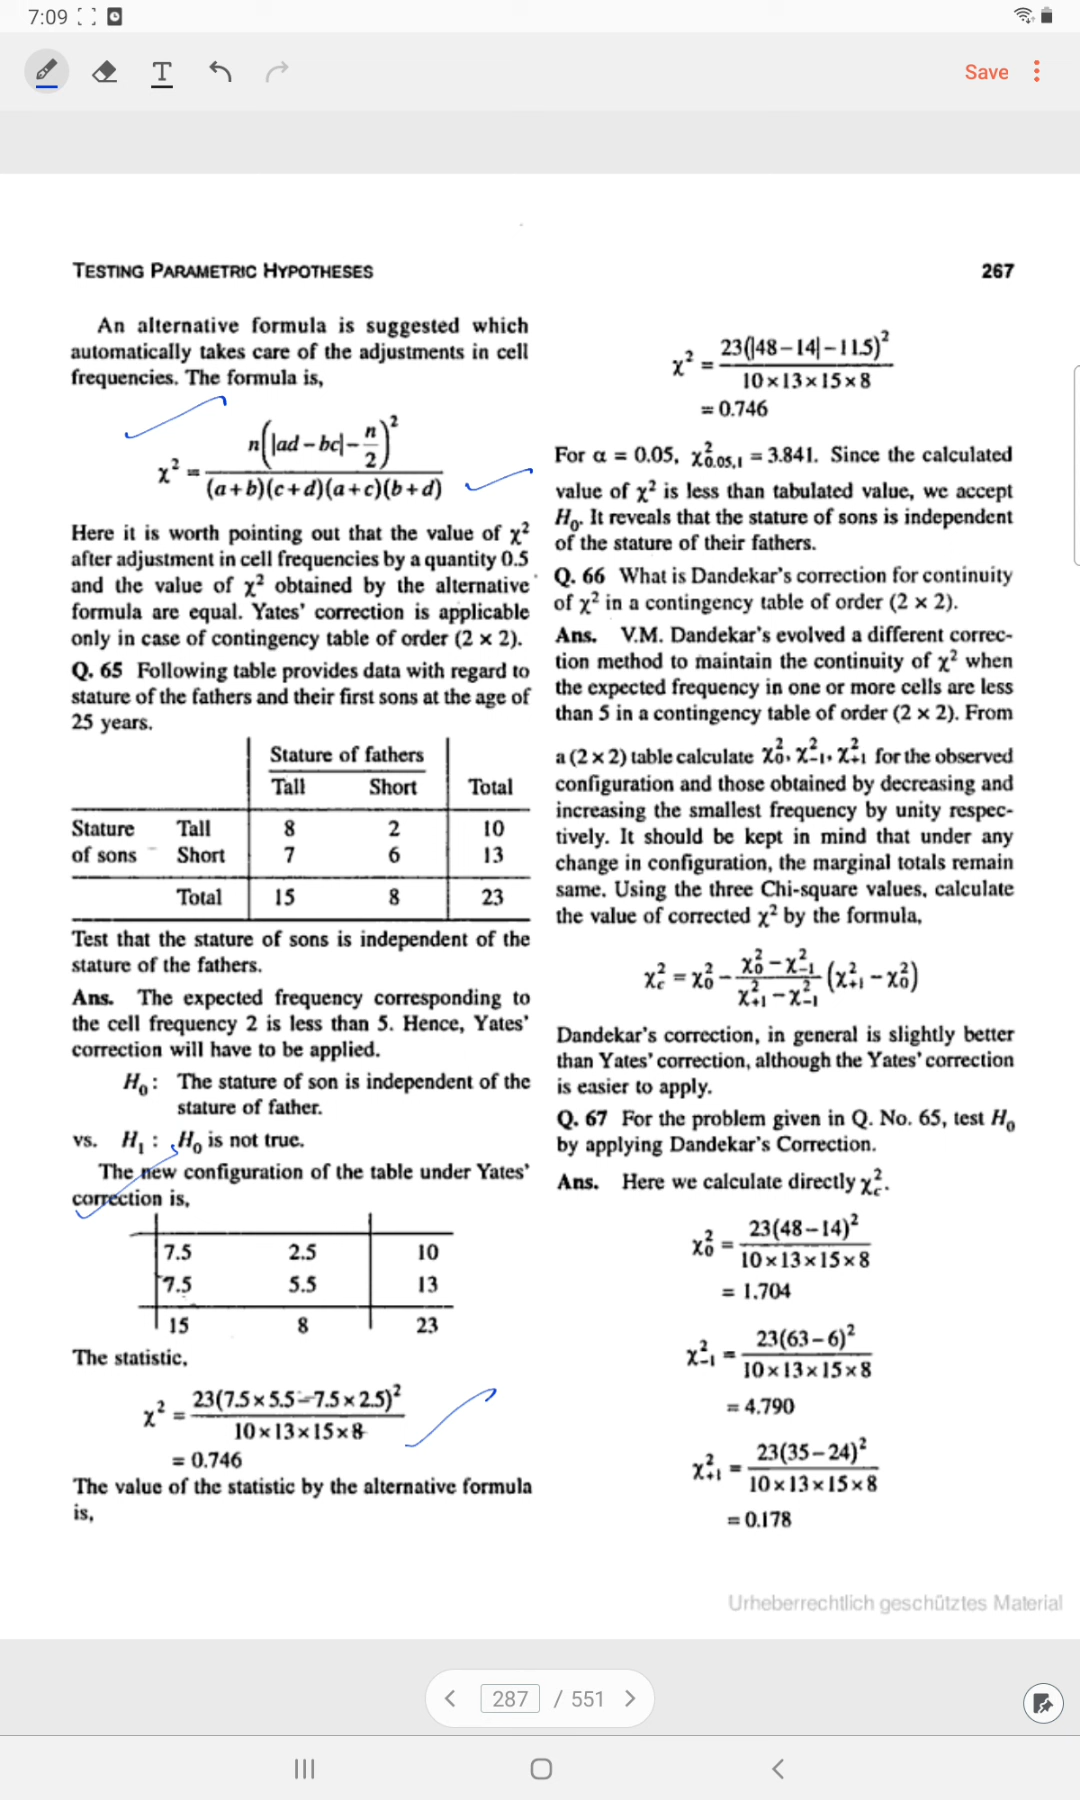 7:09
T
Save
TESTING PARAMETRIC HYPOTHESES
267
An alternative formula is suggested which
automatically takes care of the adjustments in cell
frequencies. The formula is,
χ² = n(|ad – bc| – n/2)² / (a+b)(c+d)(a+c)(b+d)
Here it is worth pointing out that the value of χ²
after adjustment in cell frequencies by a quantity 0.5
and the value of χ² obtained by the alternative
formula are equal. Yates' correction is applicable
only in case of contingency table of order (2 × 2).
Q. 65 Following table provides data with regard to
stature of the fathers and their first sons at the age of
25 years.
Stature of fathers
Tall Short Total
Stature Tall 8 2 10
of sons Short 7 6 13
Total 15 8 23
Test that the stature of sons is independent of the
stature of the fathers.
Ans. The expected frequency corresponding to
the cell frequency 2 is less than 5. Hence, Yates'
correction will have to be applied.
H₀ : The stature of son is independent of the
stature of father.
vs. H₁ : H₀ is not true.
The new configuration of the table under Yates'
correction is,
7.5 2.5 10
7.5 5.5 13
15 8 23
The statistic,
χ² = 23(7.5 × 5.5 – 7.5 × 2.5)² / 10 × 13 × 15 × 8
= 0.746
The value of the statistic by the alternative formula
is,
χ² = 23(|48 – 14| – 11.5)² / 10 × 13 × 15 × 8
= 0.746
For α = 0.05, χ²0.05,1 = 3.841. Since the calculated
value of χ² is less than tabulated value, we accept
H₀. It reveals that the stature of sons is independent
of the stature of their fathers.
Q. 66 What is Dandekar's correction for continuity
of χ² in a contingency table of order (2 × 2).
Ans. V.M. Dandekar's evolved a different correc-
tion method to maintain the continuity of χ² when
the expected frequency in one or more cells are less
than 5 in a contingency table of order (2 × 2). From
a (2 × 2) table calculate χ²₀, χ²₋₁, χ²₊₁ for the observed
configuration and those obtained by decreasing and
increasing the smallest frequency by unity respec-
tively. It should be kept in mind that under any
change in configuration, the marginal totals remain
same. Using the three Chi-square values, calculate
the value of corrected χ² by the formula,
χ²c = χ²₀ – (χ²₀ – χ²₋₁) / (χ²₊₁ – χ²₋₁) (χ²₊₁ – χ²₀)
Dandekar's correction, in general is slightly better
than Yates' correction, although the Yates' correction
is easier to apply.
Q. 67 For the problem given in Q. No. 65, test H₀
by applying Dandekar's Correction.
Ans. Here we calculate directly χ²c.
χ²₀ = 23(48 – 14)² / 10 × 13 × 15 × 8
= 1.704
χ²₋₁ = 23(63 – 6)² / 10 × 13 × 15 × 8
= 4.790
χ²₊₁ = 23(35 – 24)² / 10 × 13 × 15 × 8
= 0.178
Urheberrechtlich geschütztes Material
287 / 551